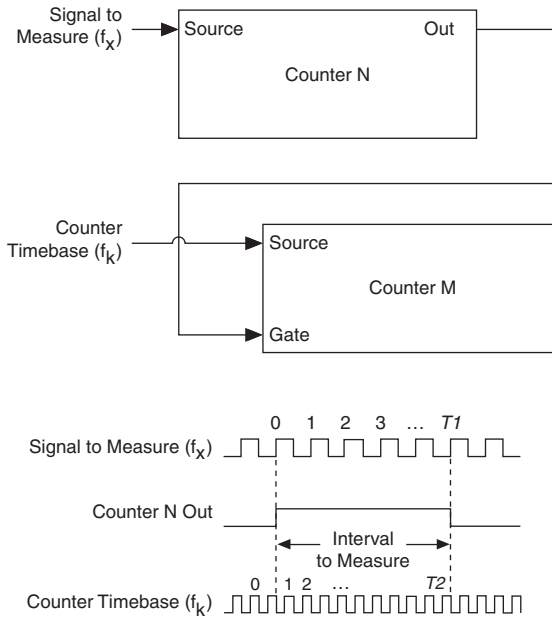 Signal to
Measure (fx)
Source
Out
Counter N
Counter
Timebase (fk)
Source
Counter M
Gate
0 1 2 3 … T1
Signal to Measure (fx)
Counter N Out
Interval
to Measure
0 1 2 … T2
Counter Timebase (fk)